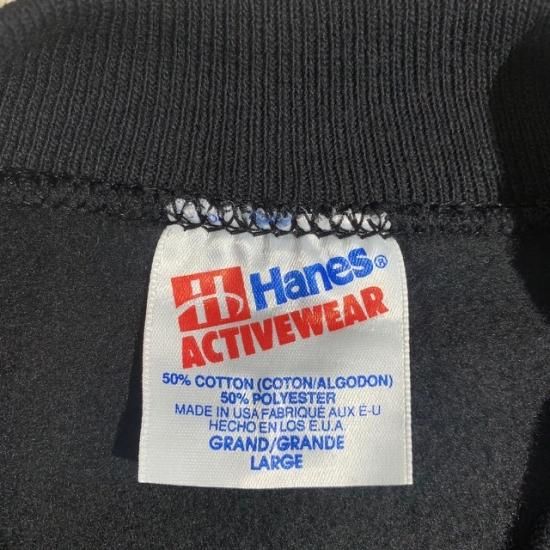 H Hanes®
ACTIVEWEAR
50% COTTON (COTON/ALGODON)
50% POLYESTER
MADE IN USA FABRIQUÉ AUX É-U
HECHO EN LOS E.U.A.
GRAND/GRANDE
LARGE